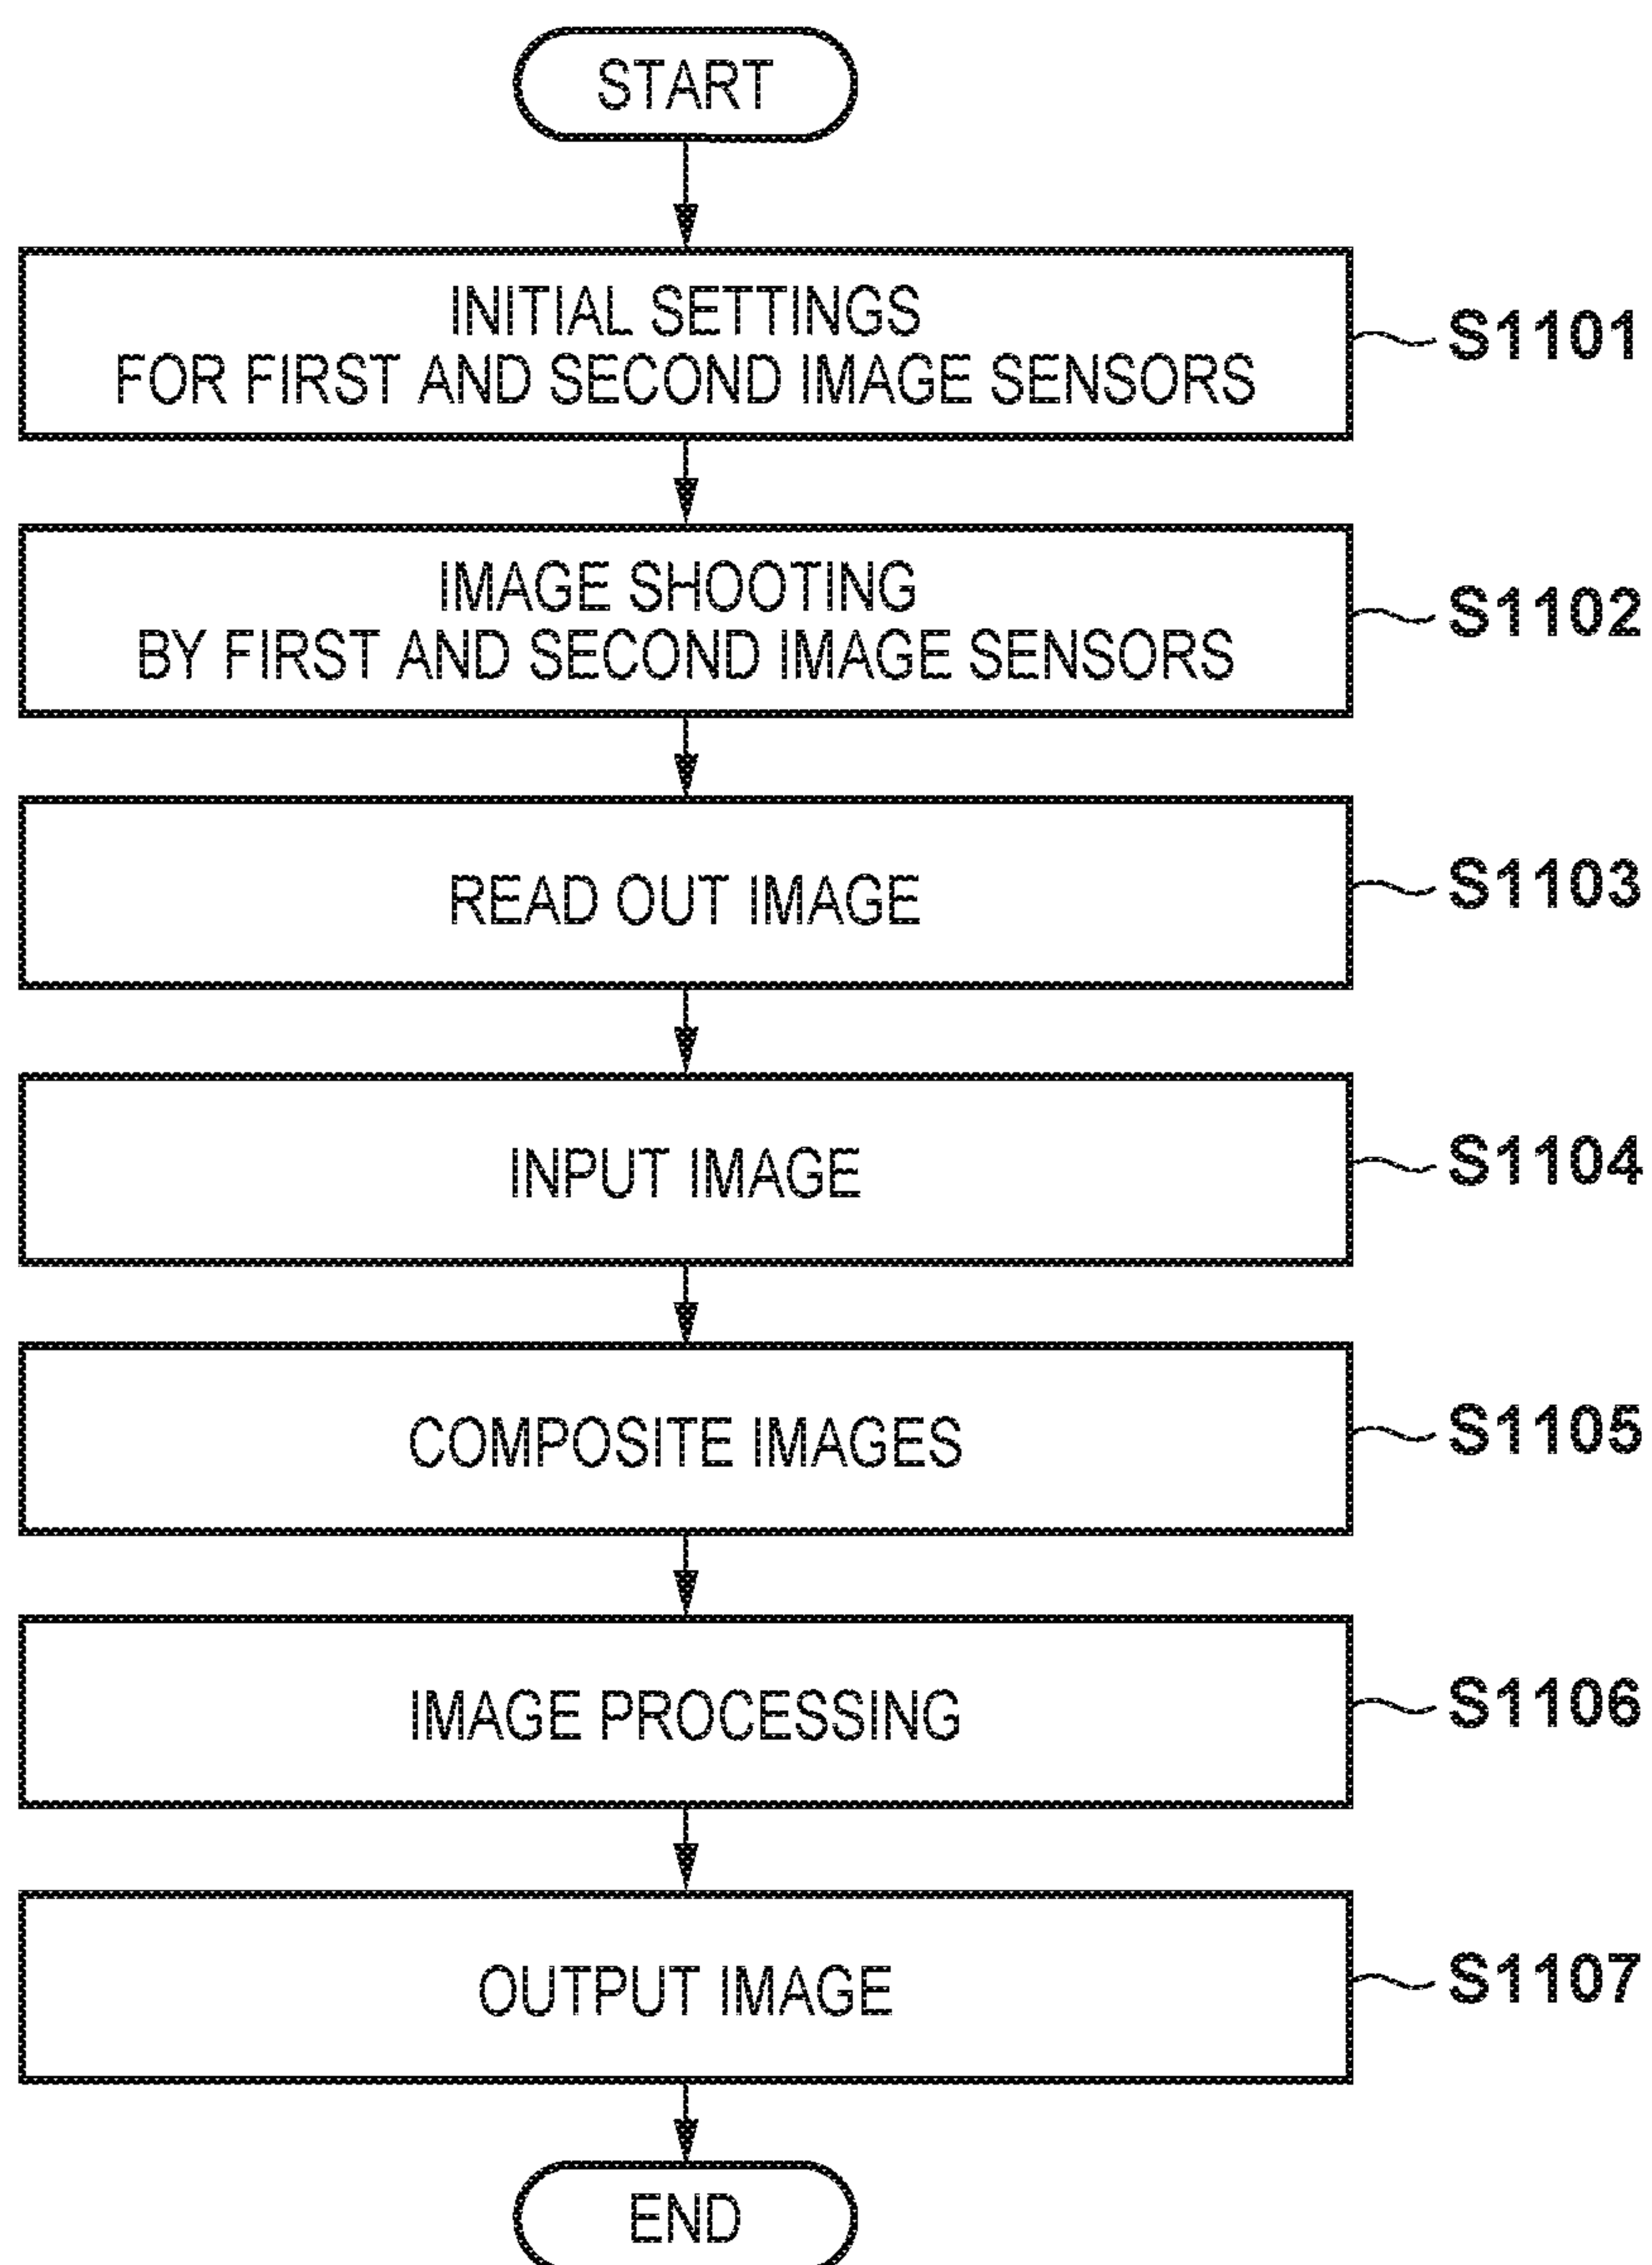 START
INITIAL SETTINGS
FOR FIRST AND SECOND IMAGE SENSORS
S1101
IMAGE SHOOTING
BY FIRST AND SECOND IMAGE SENSORS
S1102
READ OUT IMAGE
S1103
INPUT IMAGE
S1104
COMPOSITE IMAGES
S1105
IMAGE PROCESSING
S1106
OUTPUT IMAGE
S1107
END